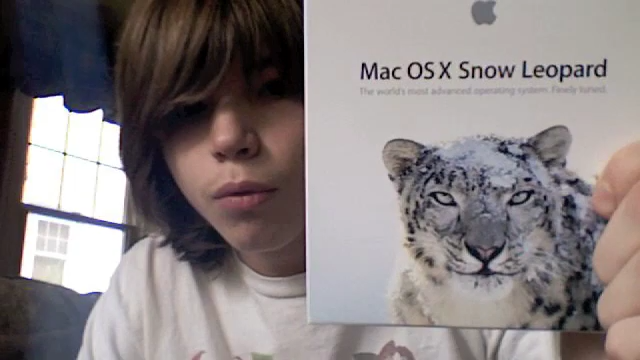 Mac OS X Snow Leopard
The world's most advanced operating system. Finely tuned.